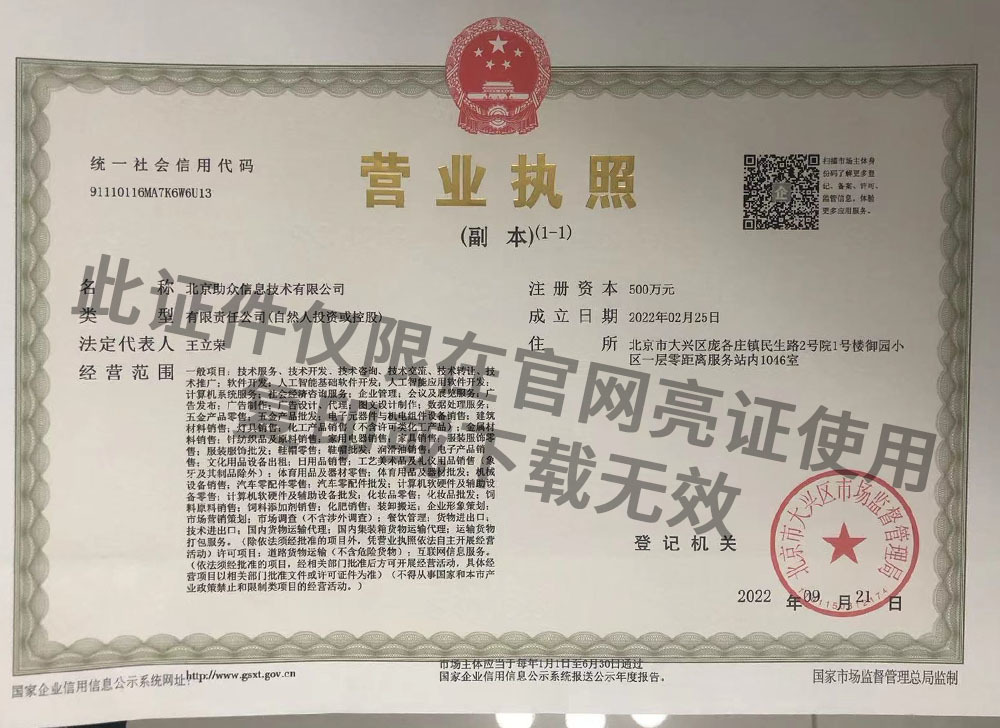 统一社会信用代码
91110116MA7K6W6U13
营业执照
(副 本)(1-1)
扫描市场主体身
份码了解更多登
记、备案、许可、
监管信息。体验
更多应用服务。
名 称 北京助众信息技术有限公司
类 型 有限责任公司(自然人投资或控股)
法定代表人 王立荣
经营范围 一般项目：技术服务、技术开发、技术咨询、技术交流、技术转让、技
术推广；软件开发；人工智能基础软件开发；人工智能应用软件开发；
计算机系统服务；社会经济咨询服务；企业管理；会议及展览服务；广
告发布；广告制作；广告设计、代理；图文设计制作；数据处理服务；
五金产品零售；五金产品批发；电子元器件与机电组件设备销售；建筑
材料销售；灯具销售；化工产品销售（不含许可类化工产品）；金属材
料销售；针纺织品及原料销售；家用电器销售；家具销售；服装服饰零
售；服装服饰批发；鞋帽零售；鞋帽批发；润滑油销售；电子产品销
售；文化用品设备出租；日用品销售；工艺美术品及礼仪用品销售（象
牙及其制品除外）；体育用品及器材零售；体育用品及器材批发；机械
设备销售；汽车零配件零售；汽车零配件批发；计算机软硬件及辅助设
备零售；计算机软硬件及辅助设备批发；化妆品零售；化妆品批发；饲
料原料销售；饲料添加剂销售；化肥销售；装卸搬运；企业形象策划；
市场营销策划；市场调查（不含涉外调查）；餐饮管理；货物进出口；
技术进出口；国内货物运输代理；国内集装箱货物运输代理；运输货物
打包服务。（除依法须经批准的项目外，凭营业执照依法自主开展经营
活动）许可项目：道路货物运输（不含危险货物）；互联网信息服务。
（依法须经批准的项目，经相关部门批准后方可开展经营活动，具体经
营项目以相关部门批准文件或许可证件为准）（不得从事国家和本市产
业政策禁止和限制类项目的经营活动。）
注册资本 500万元
成立日期 2022年02月25日
住 所 北京市大兴区庞各庄镇民生路2号院1号楼御园小
区一层零距离服务站内1046室
此证件仅限在官网亮证使用
复印或下载无效
登记机关
北京市大兴区市场监督管理局
2022 年 09 月 21 日
国家企业信用信息公示系统网址：http://www.gsxt.gov.cn
市场主体应当于每年1月1日至6月30日通过
国家企业信用信息公示系统报送公示年度报告。
国家市场监督管理总局监制